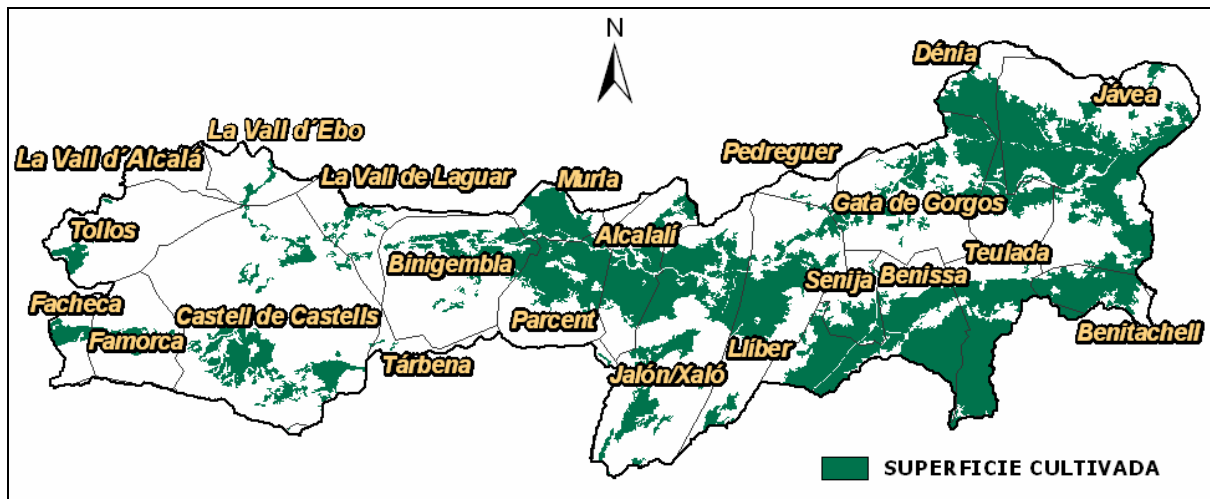 N
Dénia
Jávea
La Vall d´Ebo
La Vall d´Alcalá
Pedreguer
La Vall de Laguar
Murla
Gata de Gorgos
Tollos
Alcalalí
Teulada
Binigembla
Senija
Benissa
Facheca
Castell de Castells
Parcent
Famorca
Benitachell
Llíber
Tárbena
Jalón/Xaló
SUPERFICIE CULTIVADA